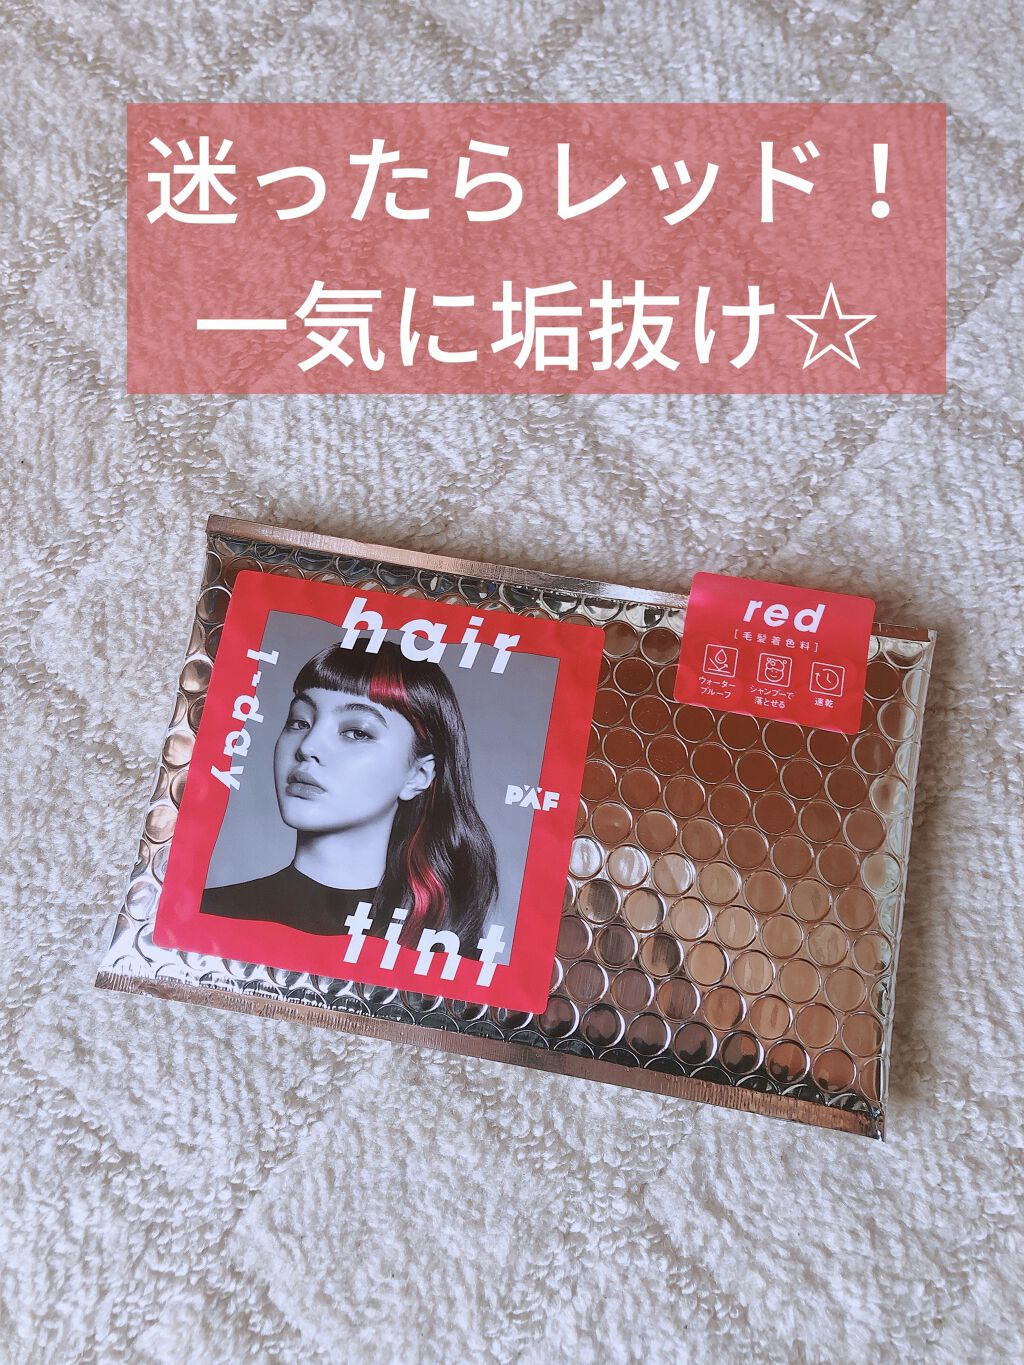 迷ったらレッド！
一気に垢抜け☆
hair
1-day
PAF
tint
red
[毛髪着色料]
ウォーター
プルーフ
シャンプーで
落とせる
速乾